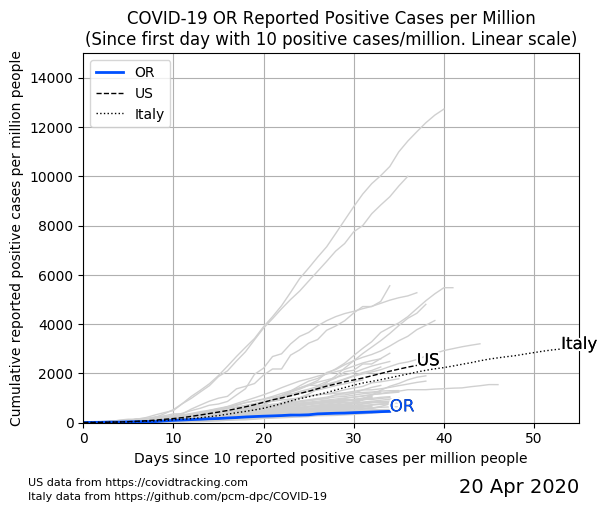 COVID-19 OR Reported Positive Cases per Million
(Since first day with 10 positive cases/million. Linear scale)
Cumulative reported positive cases per million people
14000
12000
10000
8000
6000
4000
2000
0
OR
US
Italy
Italy
US
OR
0 10 20 30 40 50
Days since 10 reported positive cases per million people
US data from https://covidtracking.com
Italy data from https://github.com/pcm-dpc/COVID-19
20 Apr 2020